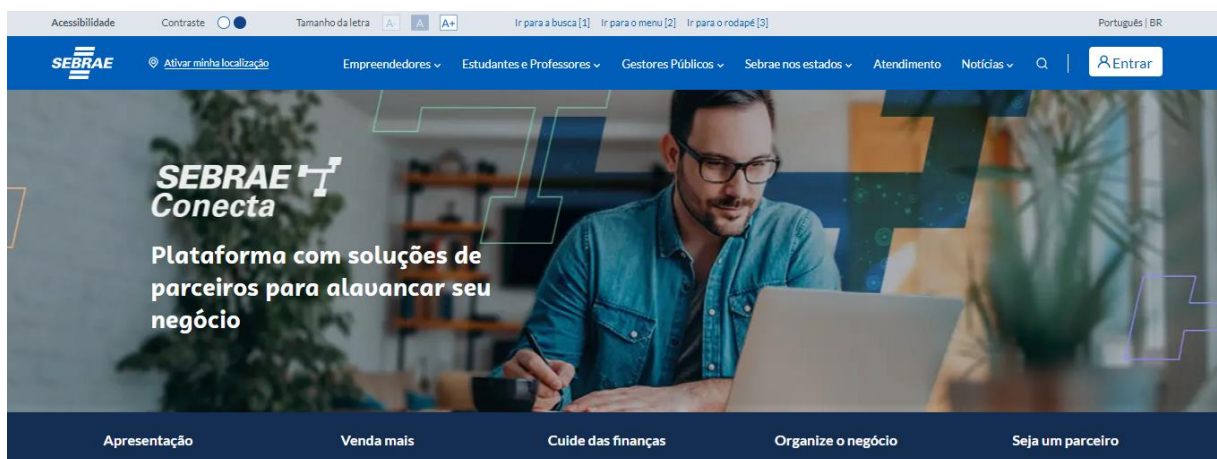 Acessibilidade Contraste Tamanho da letra A- A A+ Ir para a busca [1] Ir para o menu [2] Ir para o rodapé [3] Português | BR
SEBRAE Ativar minha localização Empreendedores Estudantes e Professores Gestores Públicos Sebrae nos estados Atendimento Notícias Entrar
SEBRAE
Conecta
Plataforma com soluções de
parceiros para alavancar seu
negócio
Apresentação Venda mais Cuide das finanças Organize o negócio Seja um parceiro